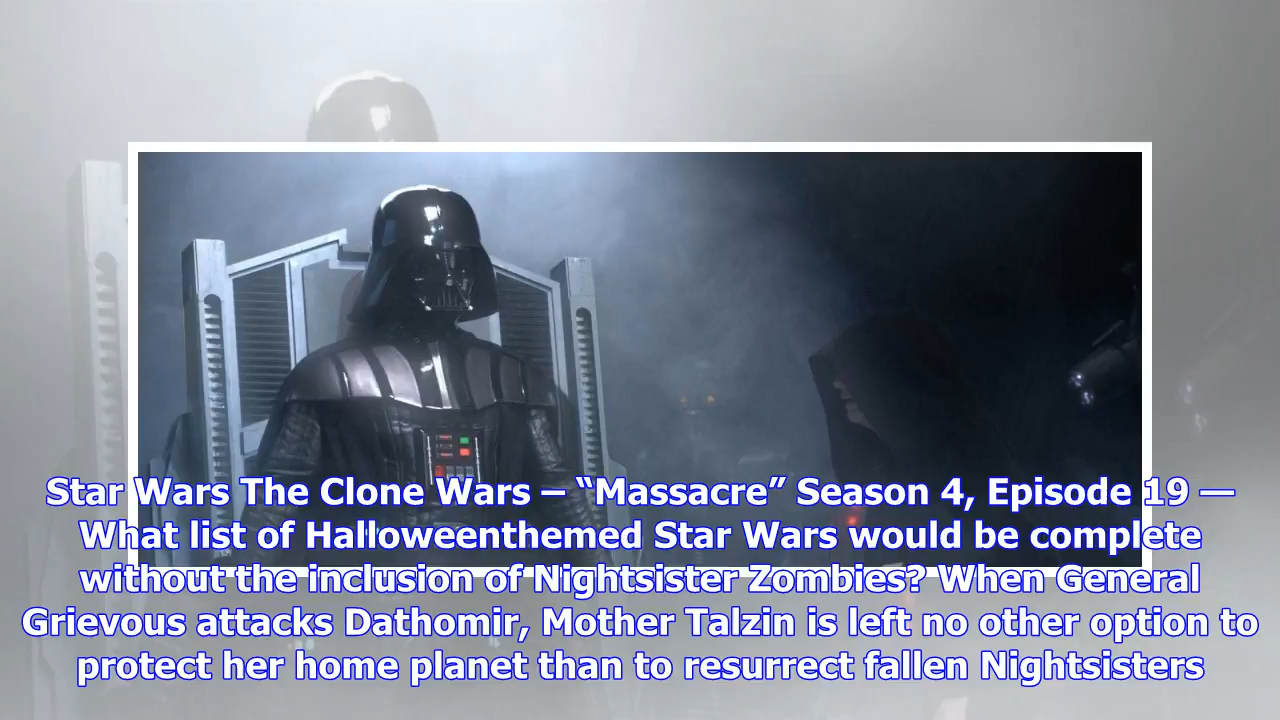 Star Wars The Clone Wars – “Massacre” Season 4, Episode 19 —
What list of Halloweenthemed Star Wars would be complete
without the inclusion of Nightsister Zombies? When General
Grievous attacks Dathomir, Mother Talzin is left no other option to
protect her home planet than to resurrect fallen Nightsisters